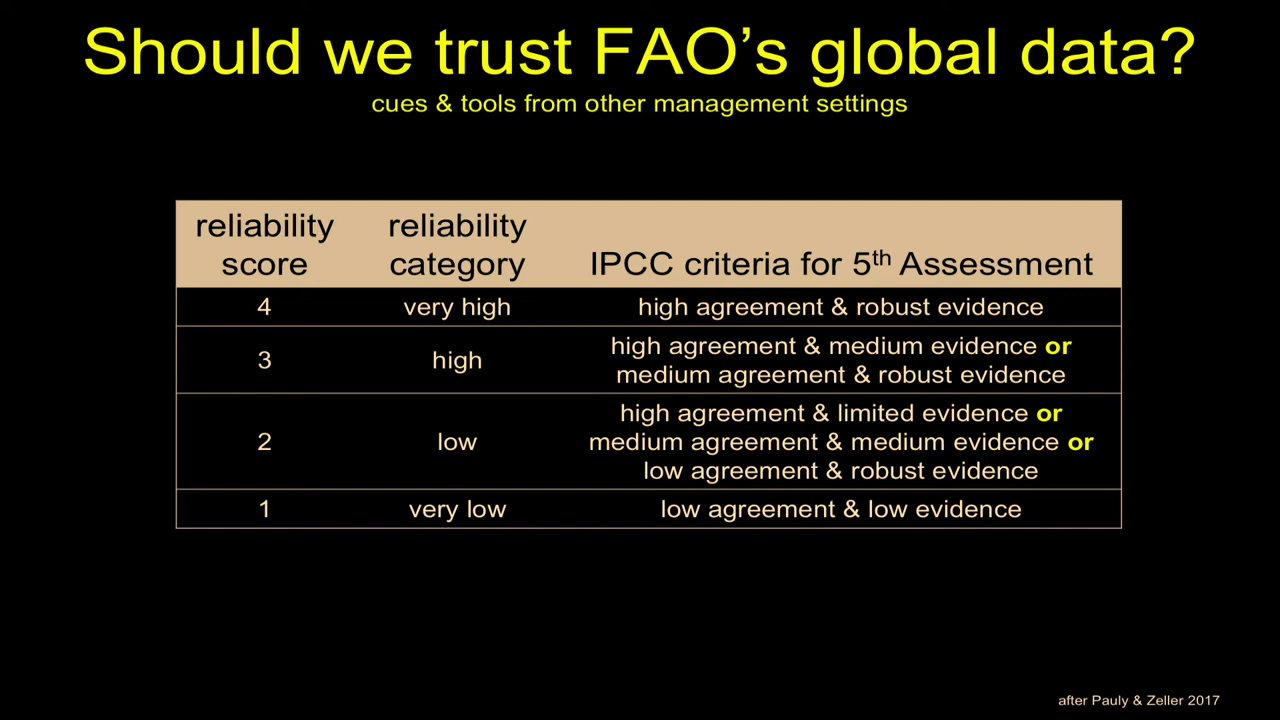 Should we trust FAO’s global data?
cues & tools from other management settings
reliability score
reliability category
IPCC criteria for 5th Assessment
4
very high
high agreement & robust evidence
3
high
high agreement & medium evidence or
medium agreement & robust evidence
2
low
high agreement & limited evidence or
medium agreement & medium evidence or
low agreement & robust evidence
1
very low
low agreement & low evidence
after Pauly & Zeller 2017